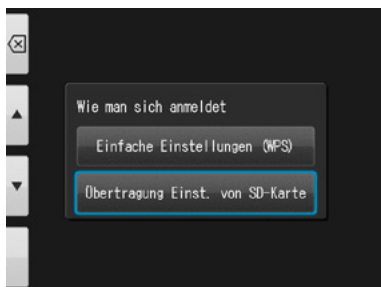 Wie man sich anmeldet
Einfache Einstellungen (WPS)
Übertragung Einst. von SD-Karte